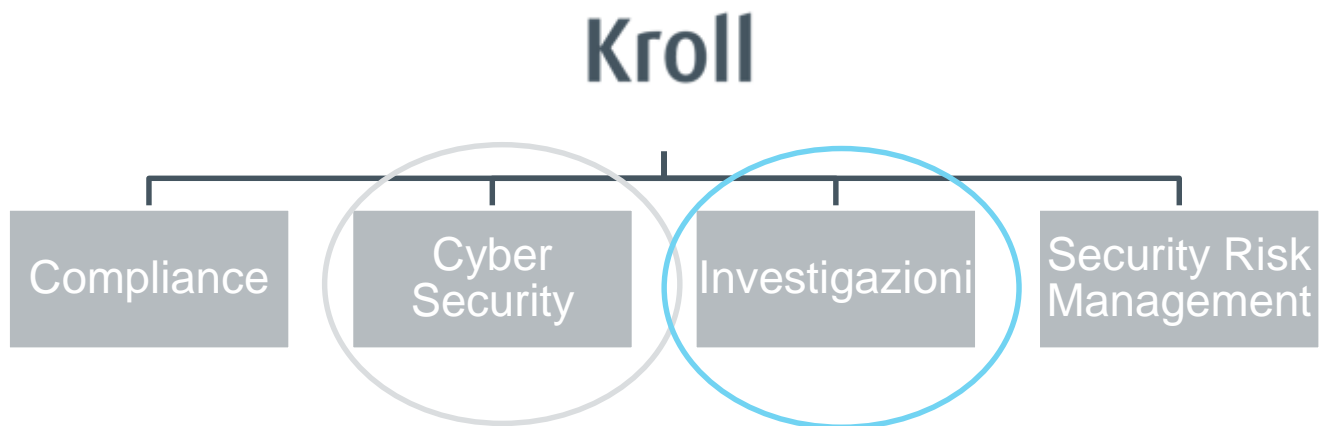 Kroll
Compliance
Cyber
Security
Investigazioni
Security Risk
Management